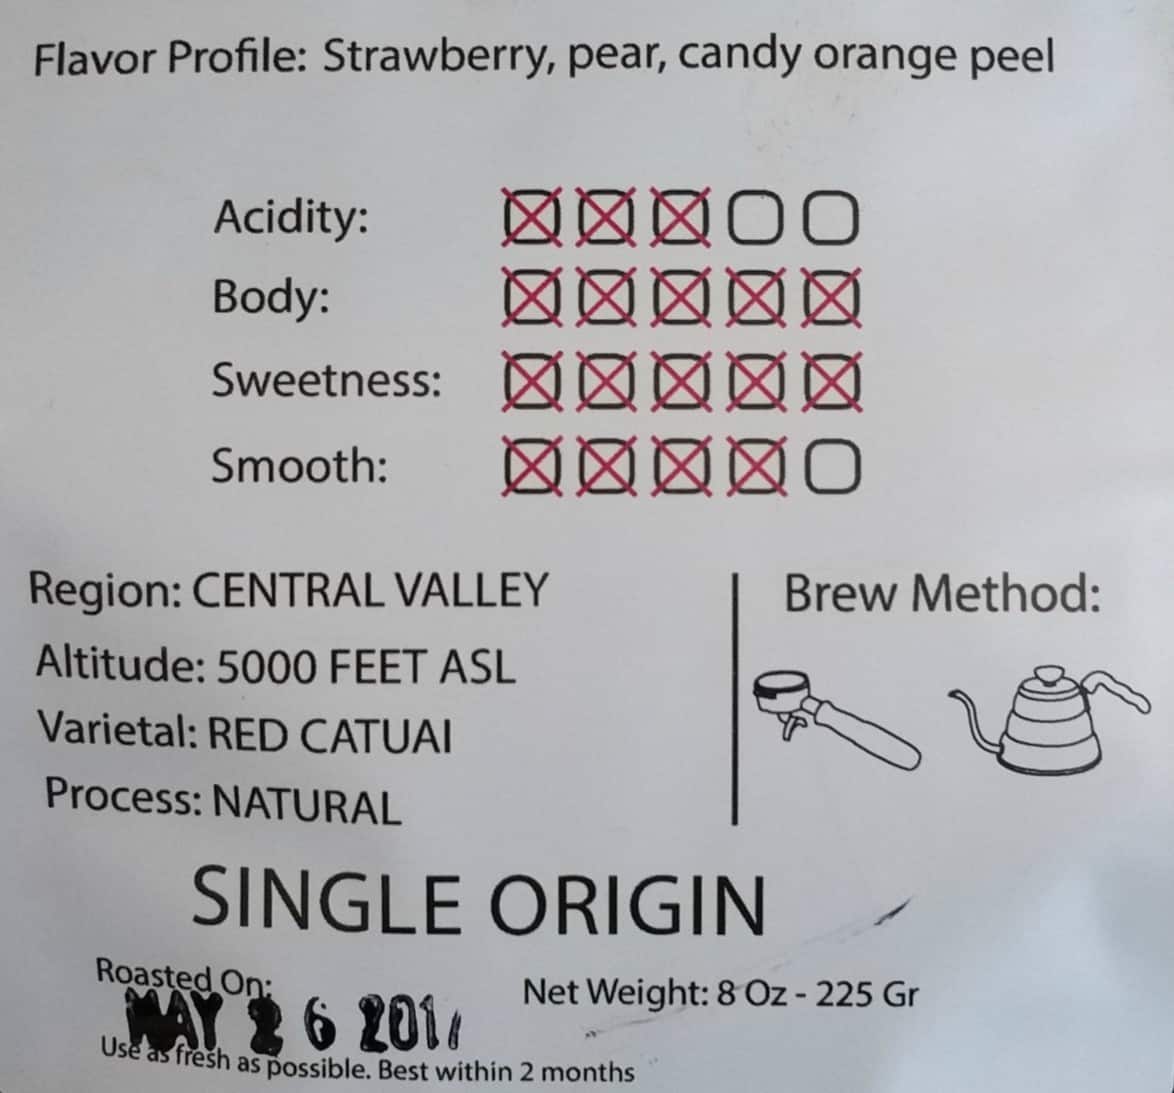 Flavor Profile: Strawberry, pear, candy orange peel
Acidity:
Body:
Sweetness:
Smooth:
Region: CENTRAL VALLEY
Altitude: 5000 FEET ASL
Varietal: RED CATUAI
Process: NATURAL
Brew Method:
SINGLE ORIGIN
Roasted On:
MAY 26
Net Weight: 8 Oz - 225 Gr
Use as fresh as possible. Best within 2 months